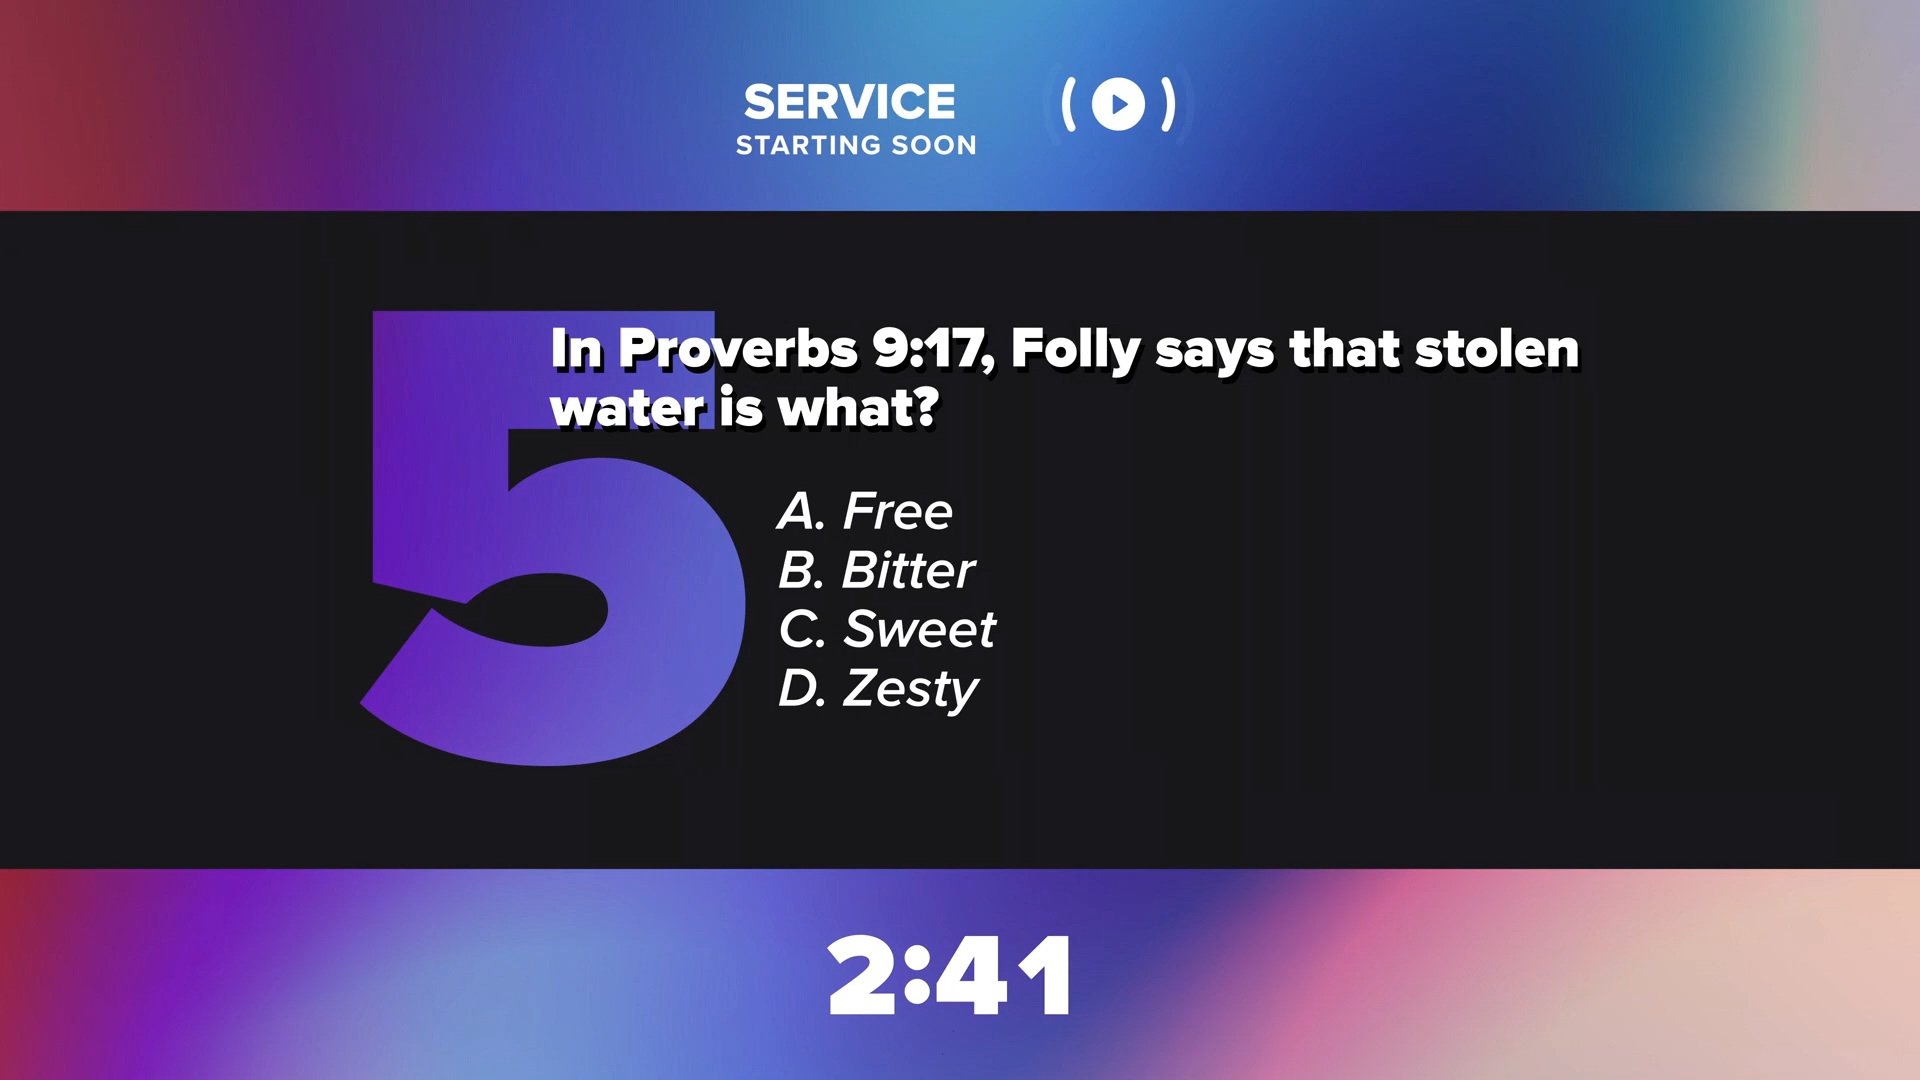 SERVICE
STARTING SOON
5
In Proverbs 9:17, Folly says that stolen
water is what?
A. Free
B. Bitter
C. Sweet
D. Zesty
2:41